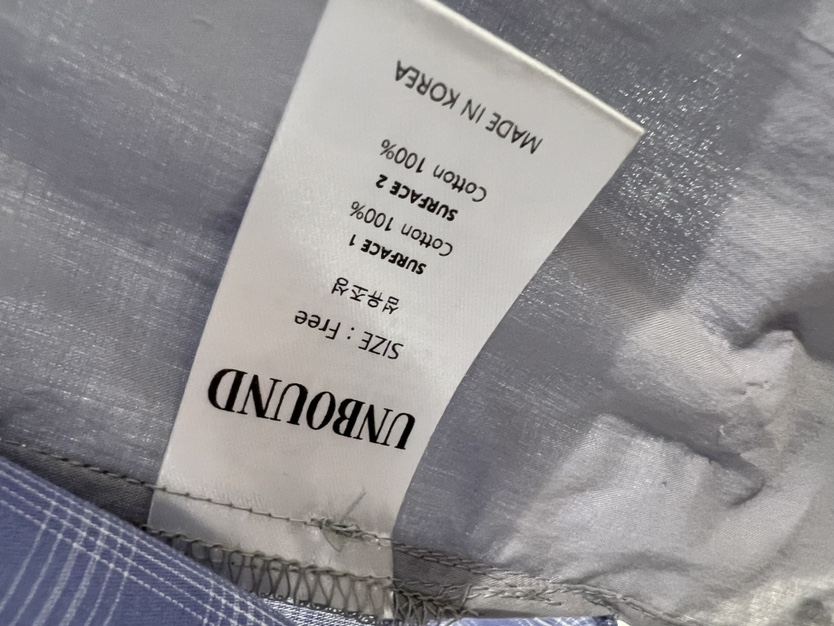 UNBOUND
SIZE : Free
섬유조성
SURFACE 1
Cotton 100%
SURFACE 2
Cotton 100%
MADE IN KOREA